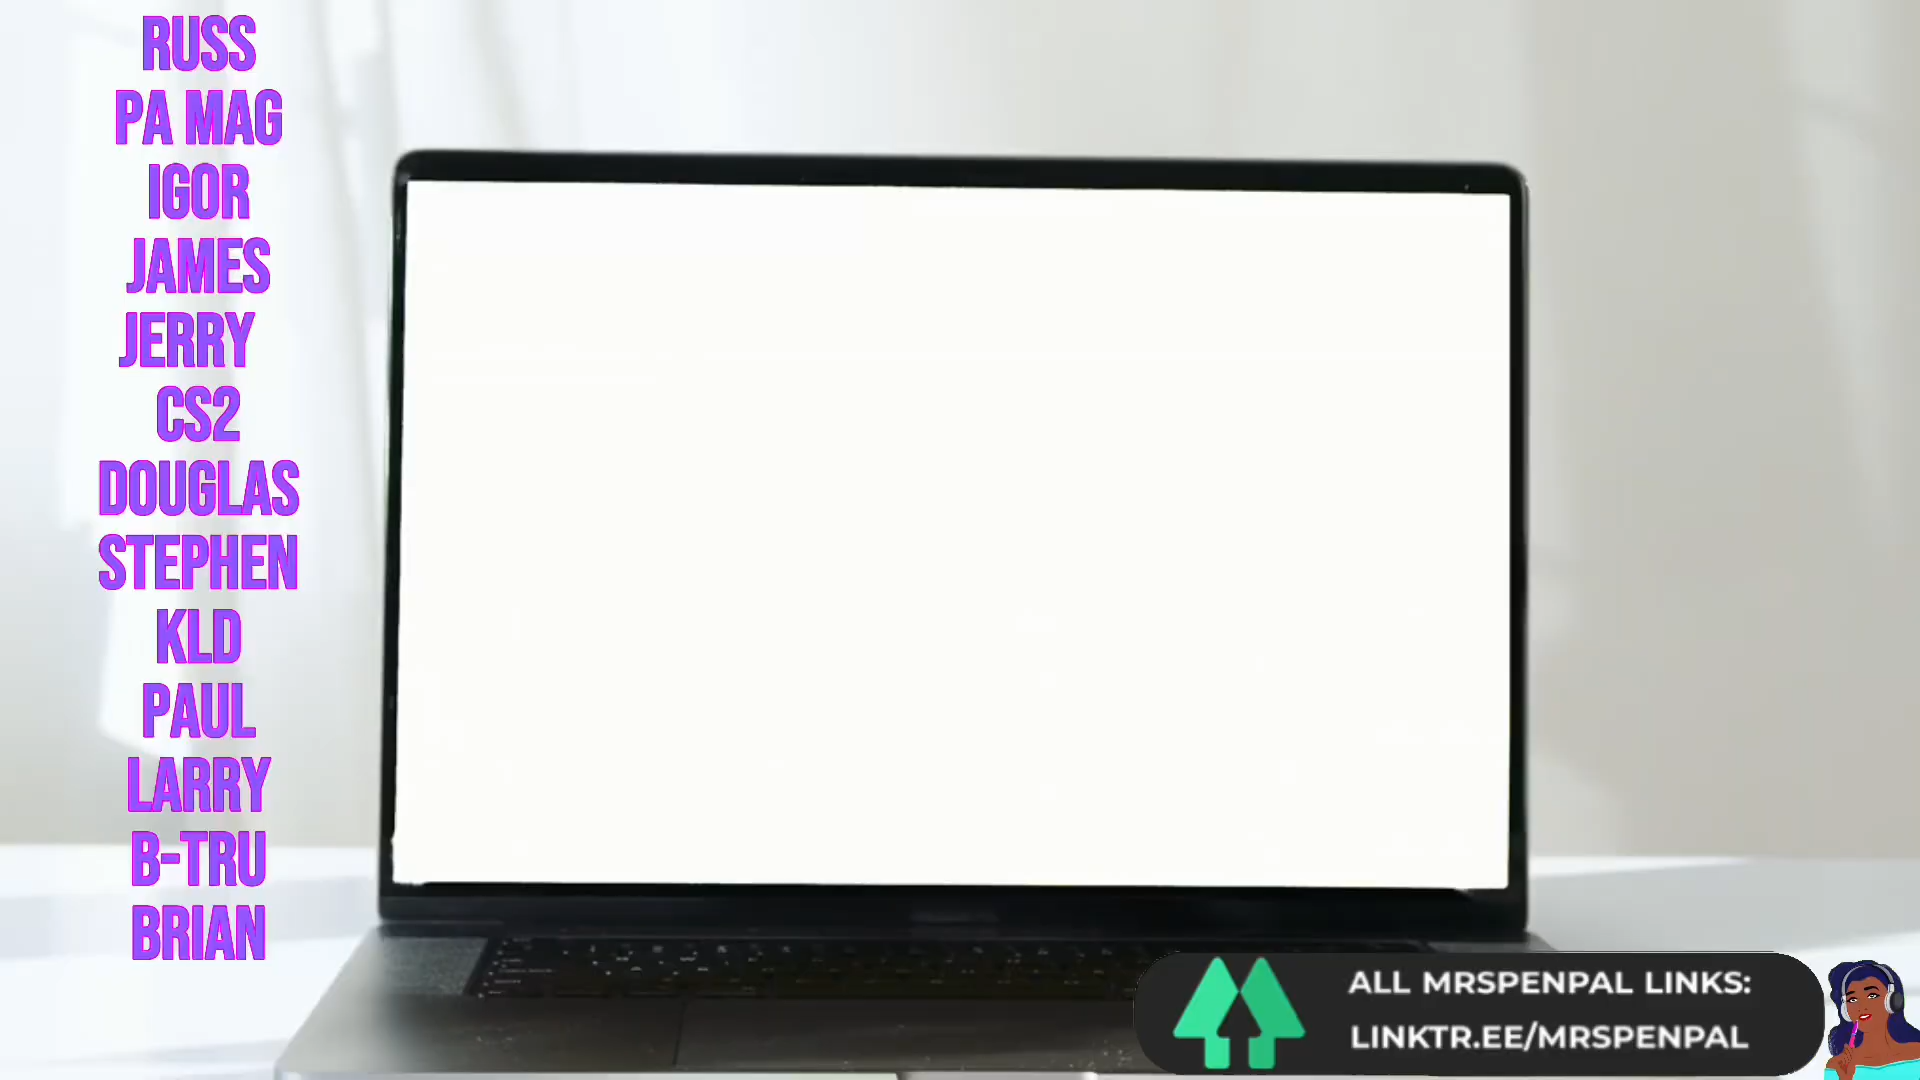 RUSS
PA MAG
IGOR
JAMES
JERRY
CS2
DOUGLAS
STEPHEN
KLD
PAUL
LARRY
B-TRU
BRIAN
ALL MRSPENPAL LINKS:
LINKTR.EE/MRSPENPAL